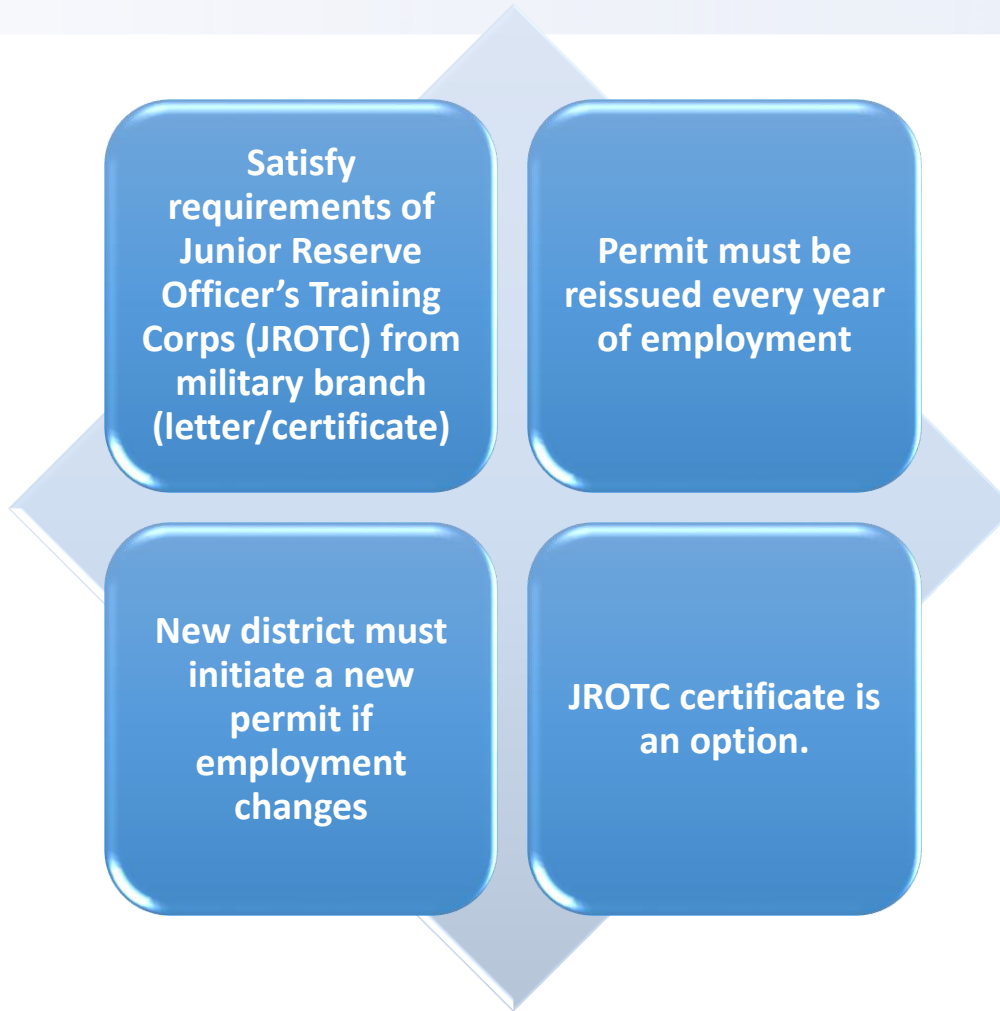 Satisfy
requirements of
Junior Reserve
Officer’s Training
Corps (JROTC) from
military branch
(letter/certificate)
Permit must be
reissued every year
of employment
New district must
initiate a new
permit if
employment
changes
JROTC certificate is
an option.